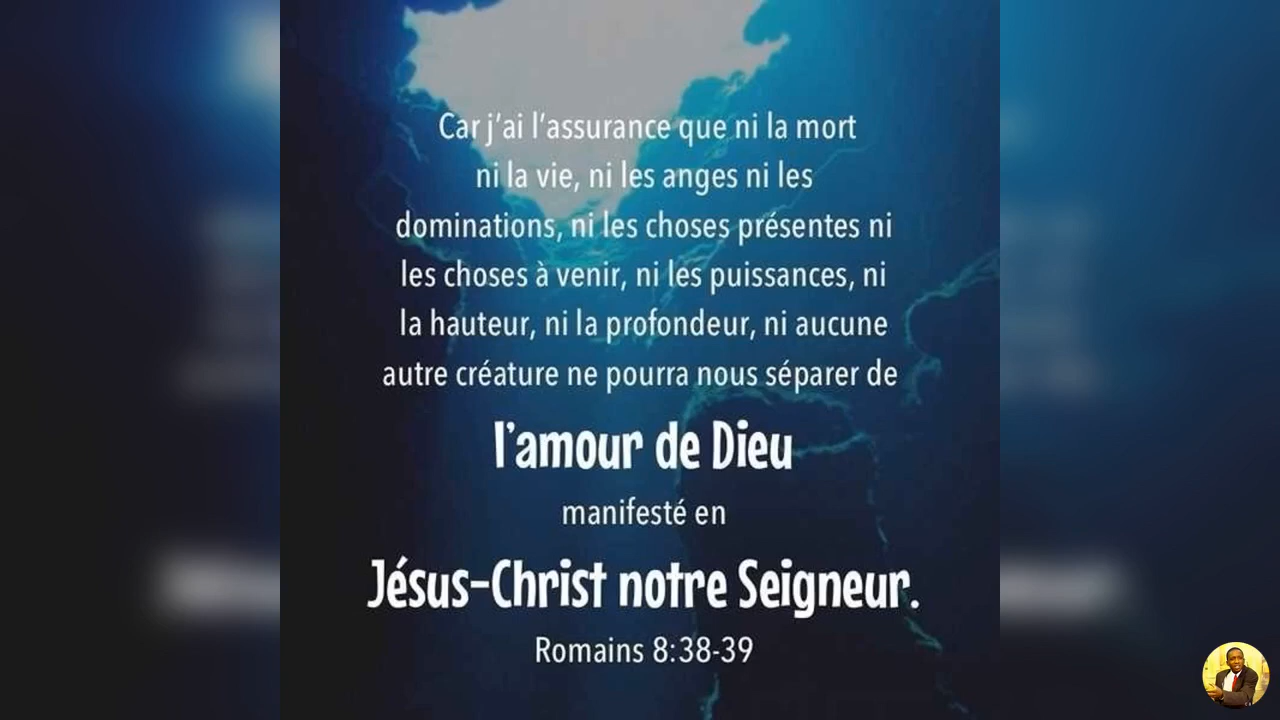 Car j’ai l’assurance que ni la mort
ni la vie, ni les anges ni les
dominations, ni les choses présentes ni
les choses à venir, ni les puissances, ni
la hauteur, ni la profondeur, ni aucune
autre créature ne pourra nous séparer de
l’amour de Dieu
manifesté en
Jésus-Christ notre Seigneur.
Romains 8:38-39